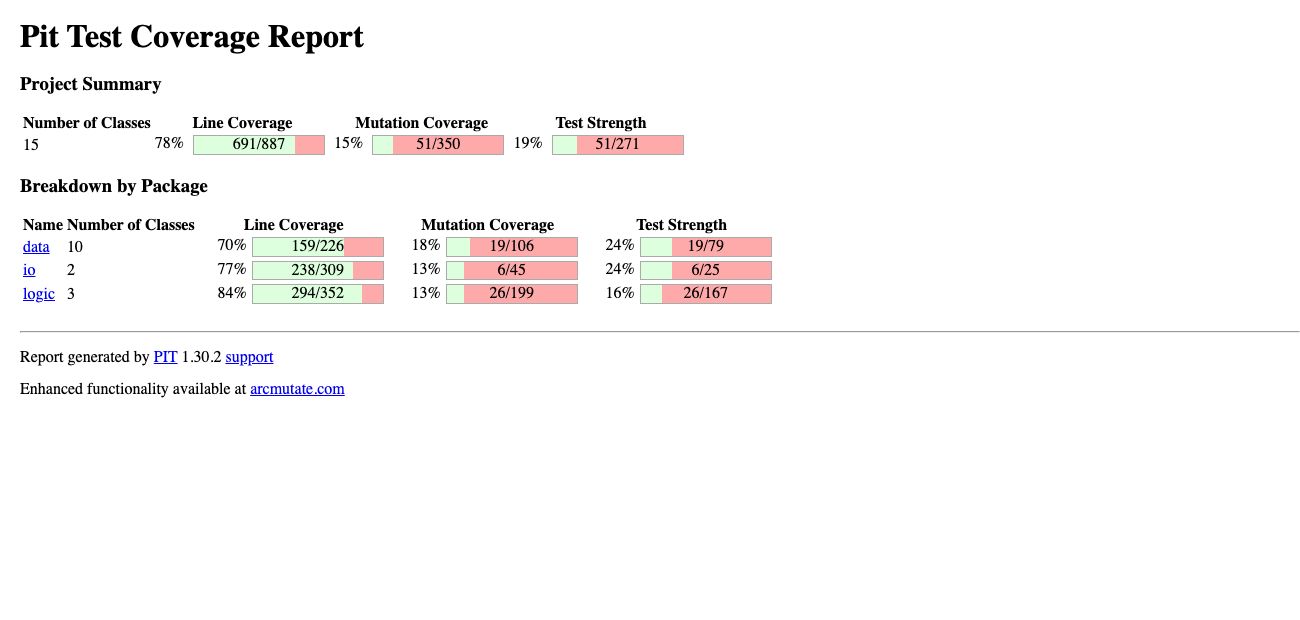 Pit Test Coverage Report
Project Summary
Number of Classes Line Coverage Mutation Coverage Test Strength
15 78% 691/887 15% 51/350 19% 51/271
Breakdown by Package
Name Number of Classes Line Coverage Mutation Coverage Test Strength
data 10 70% 159/226 18% 19/106 24% 19/79
io 2 77% 238/309 13% 6/45 24% 6/25
logic 3 84% 294/352 13% 26/199 16% 26/167
Report generated by PIT 1.30.2 support
Enhanced functionality available at arcmutate.com